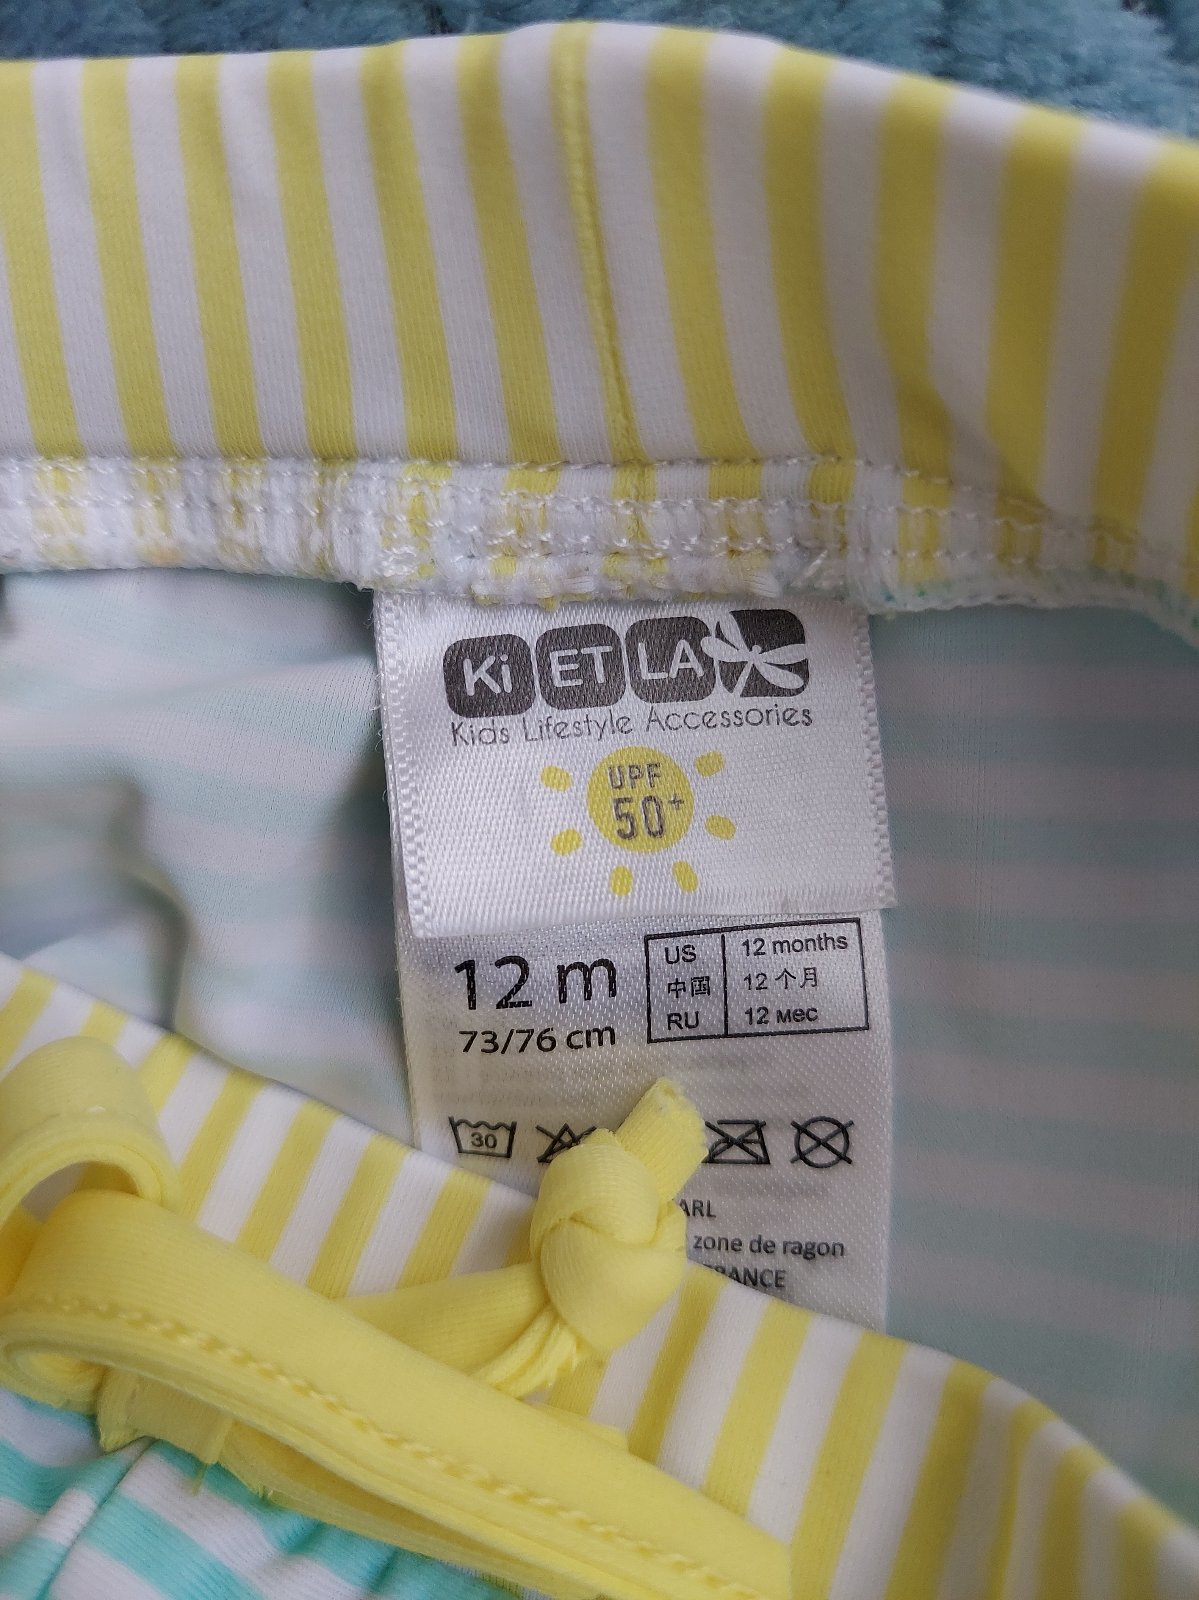 Ki ET LA
Kids Lifestyle Accessories
UPF
50+
12 m
73/76 cm
US 12 months
中国 12 个月
RU 12 мес
30
ARL
zone de ragon
FRANCE